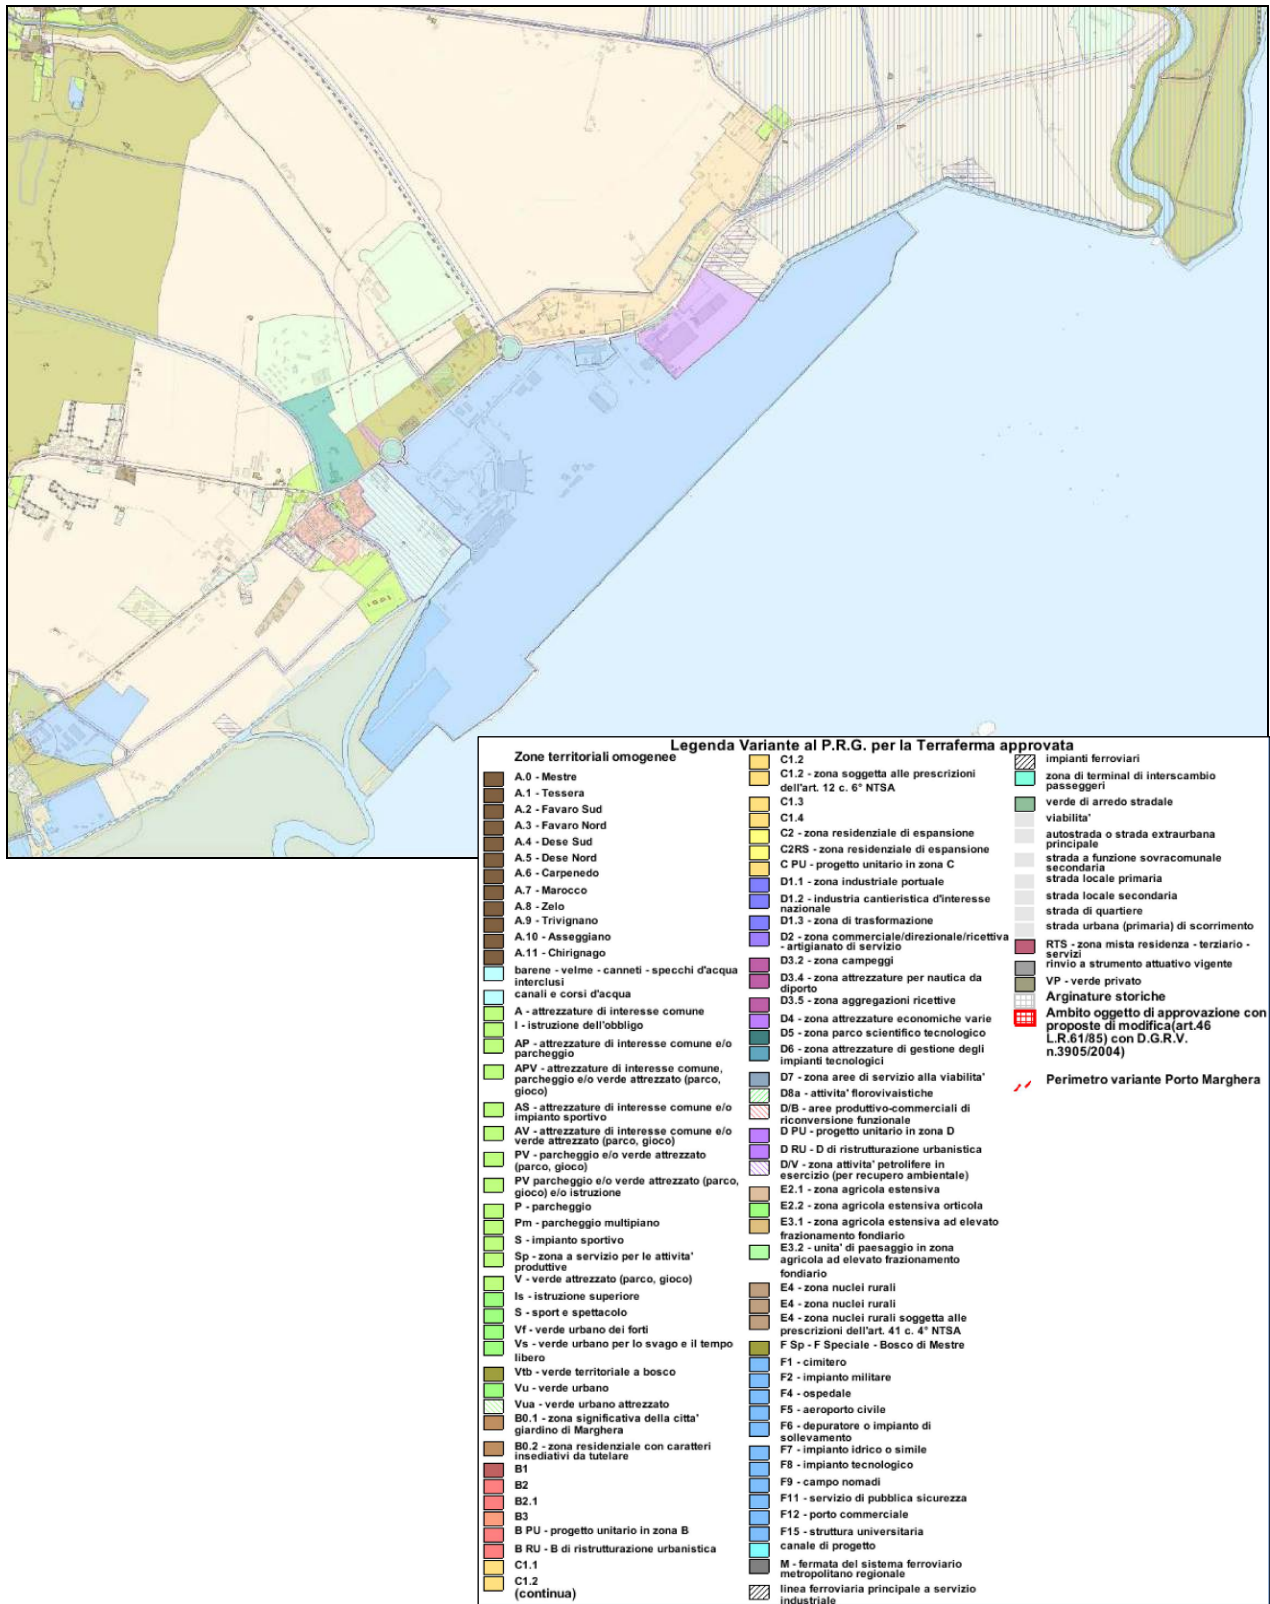 Legenda Variante al P.R.G. per la Terraferma approvata
Zone territoriali omogenee
A.0 - Mestre
A.1 - Tessera
A.2 - Favaro Sud
A.3 - Favaro Nord
A.4 - Dese Sud
A.5 - Dese Nord
A.6 - Carpenedo
A.7 - Marocco
A.8 - Zelo
A.9 - Trivignano
A.10 - Asseggiano
A.11 - Chirignago
barene - velme - canneti - specchi d'acqua
interclusi
canali e corsi d'acqua
A - attrezzature di interesse comune
I - istruzione dell'obbligo
AP - attrezzature di interesse comune e/o
parcheggio
APV - attrezzature di interesse comune,
parcheggio e/o verde attrezzato (parco,
gioco)
AS - attrezzature di interesse comune e/o
impianto sportivo
AV - attrezzature di interesse comune e/o
verde attrezzato (parco, gioco)
PV - parcheggio e/o verde attrezzato
(parco, gioco)
PV parcheggio e/o verde attrezzato (parco,
gioco) e/o istruzione
P - parcheggio
Pm - parcheggio multipiano
S - impianto sportivo
Sp - zona a servizio per le attivita'
produttive
V - verde attrezzato (parco, gioco)
Is - istruzione superiore
S - sport e spettacolo
Vf - verde urbano dei forti
Vs - verde urbano per lo svago e il tempo
libero
Vtb - verde territoriale a bosco
Vu - verde urbano
Vua - verde urbano attrezzato
B0.1 - zona significativa della citta'
giardino di Marghera
B0.2 - zona residenziale con caratteri
insediativi da tutelare
B1
B2
B2.1
B3
B PU - progetto unitario in zona B
B RU - B di ristrutturazione urbanistica
C1.1
C1.2
(continua)
C1.2
C1.2 - zona soggetta alle prescrizioni
dell'art. 12 c. 6° NTSA
C1.3
C1.4
C2 - zona residenziale di espansione
C2RS - zona residenziale di espansione
C PU - progetto unitario in zona C
D1.1 - zona industriale portuale
D1.2 - industria cantieristica d'interesse
nazionale
D1.3 - zona di trasformazione
D2 - zona commerciale/direzionale/ricettiva
- artigianato di servizio
D3.2 - zona campeggi
D3.4 - zona attrezzature per nautica da
diporto
D3.5 - zona aggregazioni ricettive
D4 - zona attrezzature economiche varie
D5 - zona parco scientifico tecnologico
D6 - zona attrezzature di gestione degli
impianti tecnologici
D7 - zona aree di servizio alla viabilita'
D8a - attivita' florovivaistiche
D/B - aree produttivo-commerciali di
riconversione funzionale
D PU - progetto unitario in zona D
D RU - D di ristrutturazione urbanistica
D/V - zona attivita' petrolifere in
esercizio (per recupero ambientale)
E2.1 - zona agricola estensiva
E2.2 - zona agricola estensiva orticola
E3.1 - zona agricola estensiva ad elevato
frazionamento fondiario
E3.2 - unita' di paesaggio in zona
agricola ad elevato frazionamento
fondiario
E4 - zona nuclei rurali
E4 - zona nuclei rurali
E4 - zona nuclei rurali soggetta alle
prescrizioni dell'art. 41 c. 4° NTSA
F Sp - F Speciale - Bosco di Mestre
F1 - cimitero
F2 - impianto militare
F4 - ospedale
F5 - aeroporto civile
F6 - depuratore o impianto di
sollevamento
F7 - impianto idrico o simile
F8 - impianto tecnologico
F9 - campo nomadi
F11 - servizio di pubblica sicurezza
F12 - porto commerciale
F15 - struttura universitaria
canale di progetto
M - fermata del sistema ferroviario
metropolitano regionale
linea ferroviaria principale a servizio
industriale
impianti ferroviari
zona di terminal di interscambio
passeggeri
verde di arredo stradale
viabilita'
autostrada o strada extraurbana
principale
strada a funzione sovracomunale
secondaria
strada locale primaria
strada locale secondaria
strada di quartiere
strada urbana (primaria) di scorrimento
RTS - zona mista residenza - terziario -
servizi
rinvio a strumento attuativo vigente
VP - verde privato
Arginature storiche
Ambito oggetto di approvazione con
proposte di modifica(art.46
L.R.61/85) con D.G.R.V.
n.3905/2004)
Perimetro variante Porto Marghera